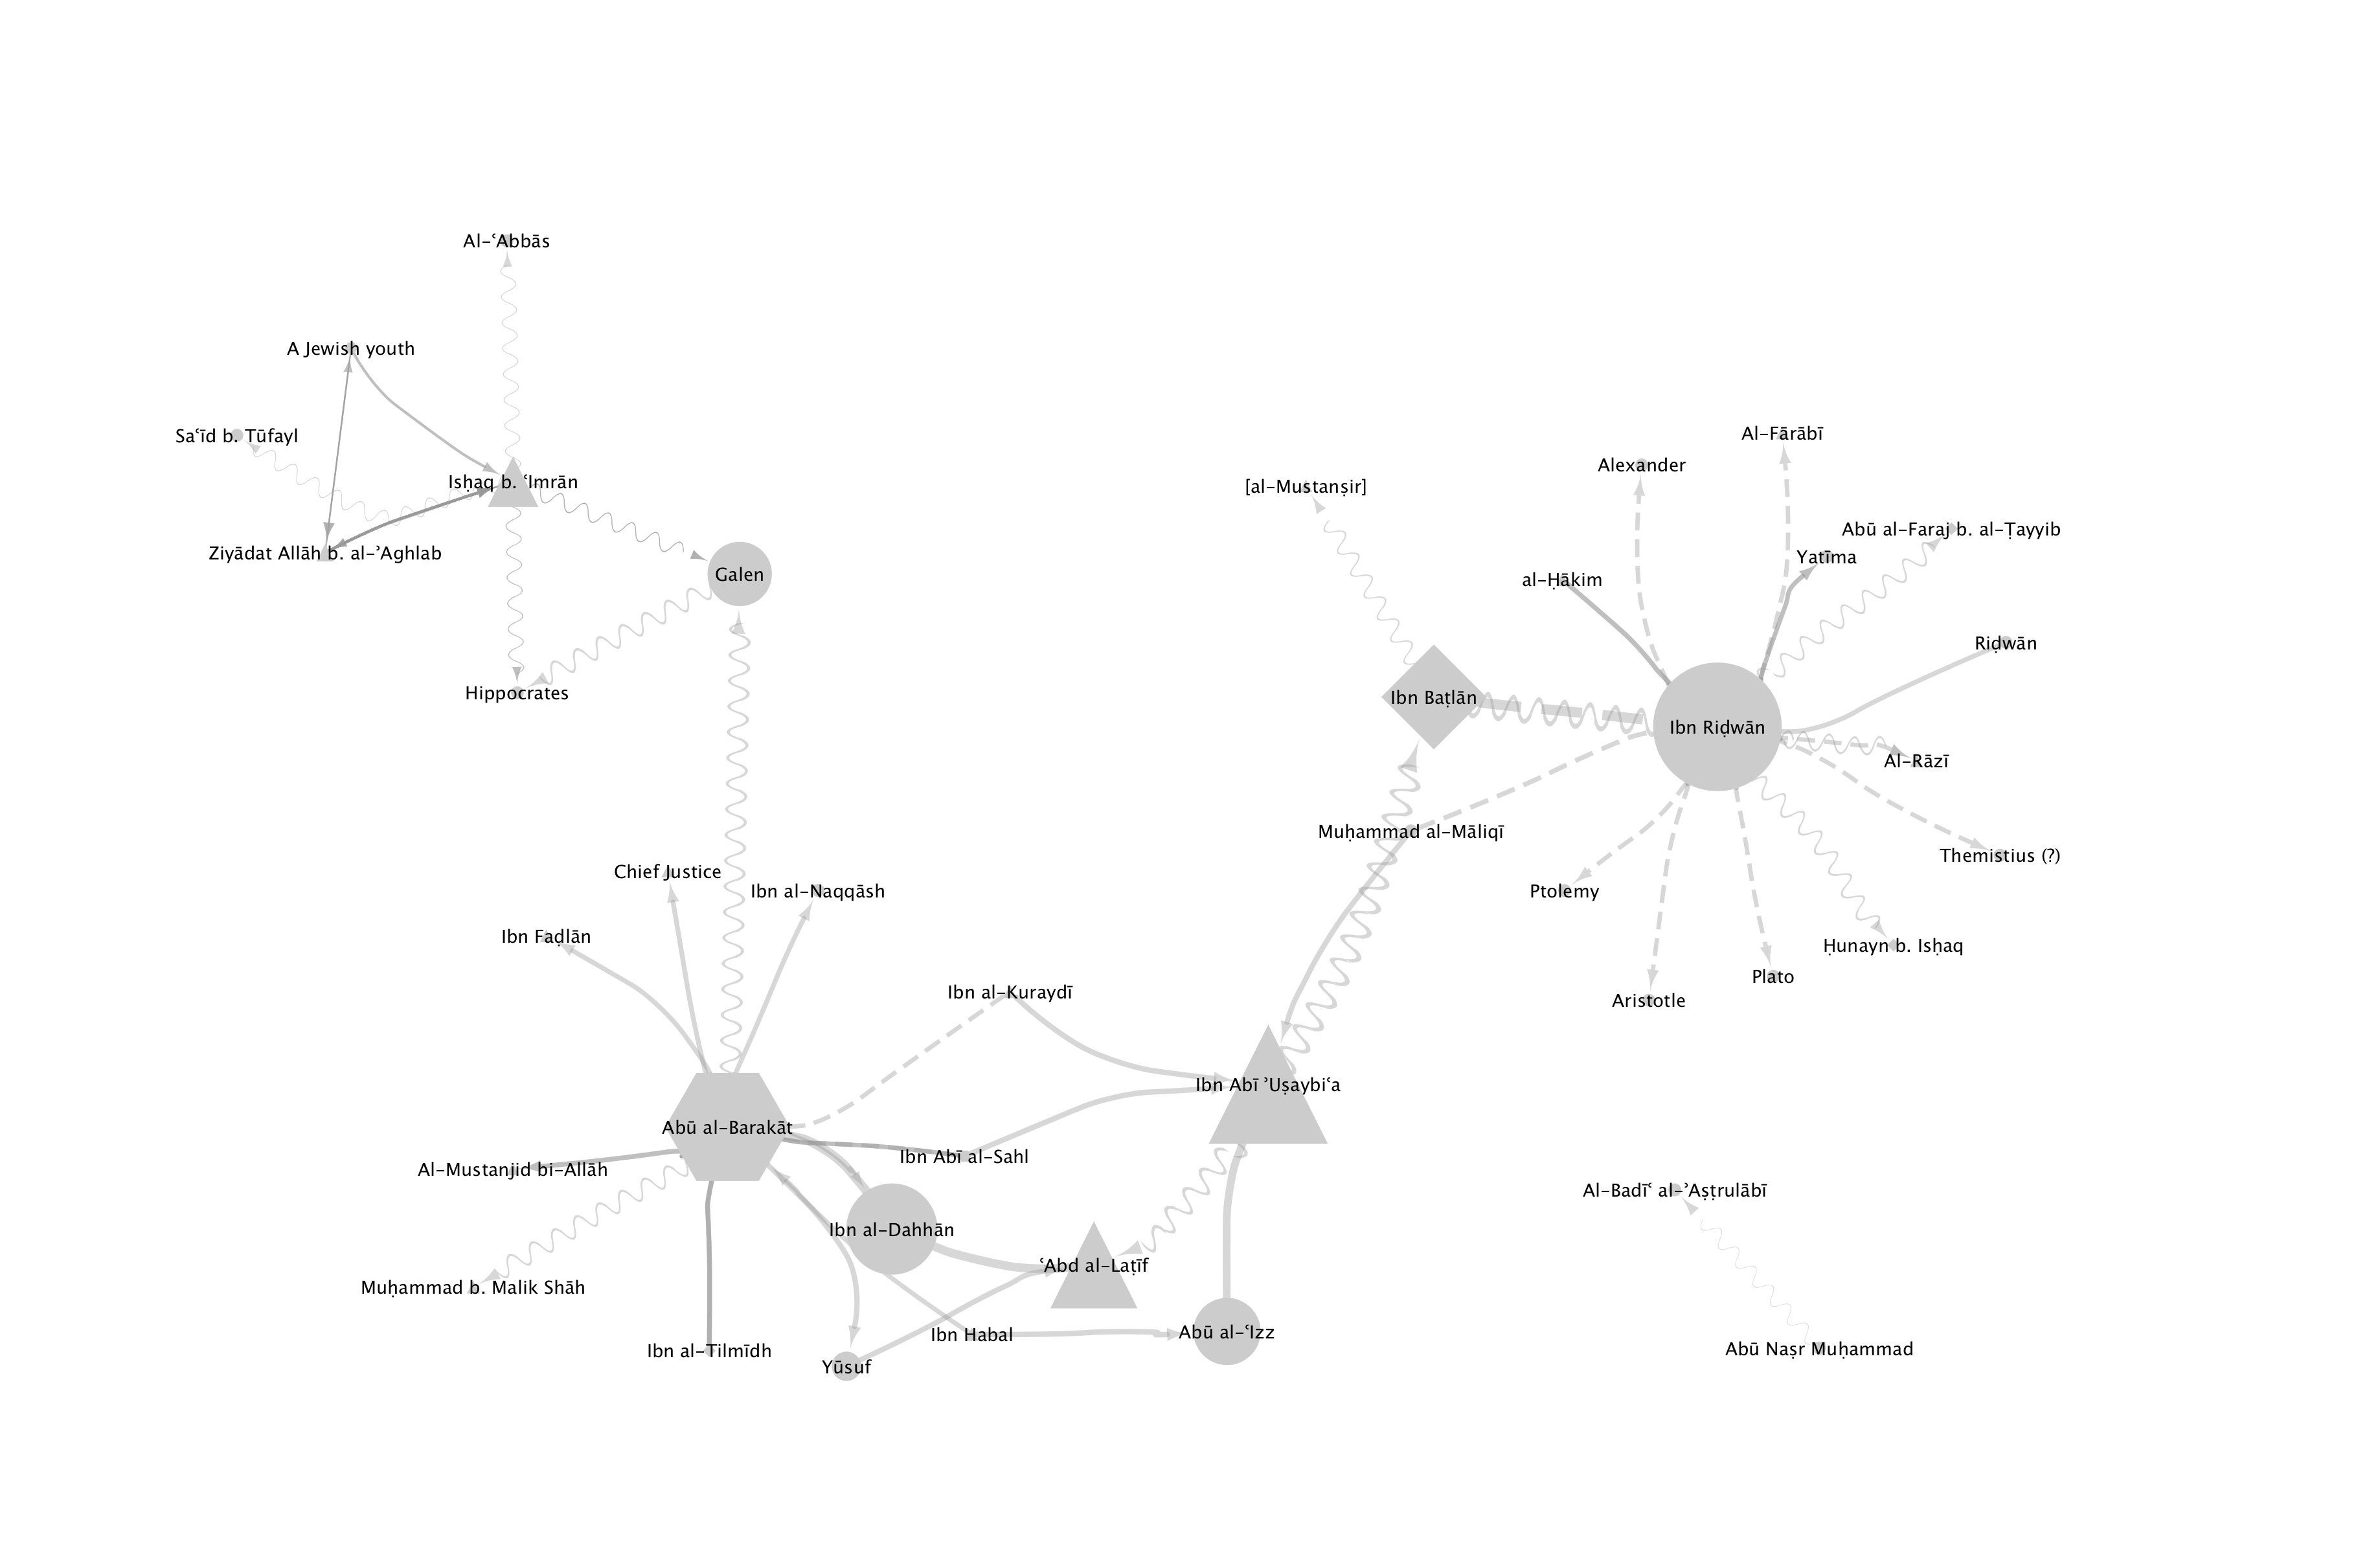 Al-ʿAbbās
A Jewish youth
Saʿīd b. Tūfayl
Isḥaq b. ʿImrān
Ziyādat Allāh b. al-ʾAghlab
Galen
Hippocrates
Al-Fārābī
Alexander
[al-Mustanṣir]
Abū al-Faraj b. al-Ṭayyib
Yatīma
al-Ḥākim
Riḍwān
Ibn Baṭlān
Ibn Riḍwān
Al-Rāzī
Muḥammad al-Māliqī
Themistius (?)
Ptolemy
Ḥunayn b. Isḥaq
Plato
Aristotle
Chief Justice
Ibn al-Naqqāsh
Ibn Faḍlān
Ibn al-Kuraydī
Ibn Abī ʾUṣaybiʿa
Abū al-Barakāt
Ibn Abī al-Sahl
Al-Mustanjid bi-Allāh
Al-Badīʿ al-ʾAṣṭrulābī
Ibn al-Dahhān
ʿAbd al-Laṭīf
Muḥammad b. Malik Shāh
Ibn Habal
Abū al-ʿIzz
Ibn al-Tilmīdh
Yūsuf
Abū Naṣr Muḥammad